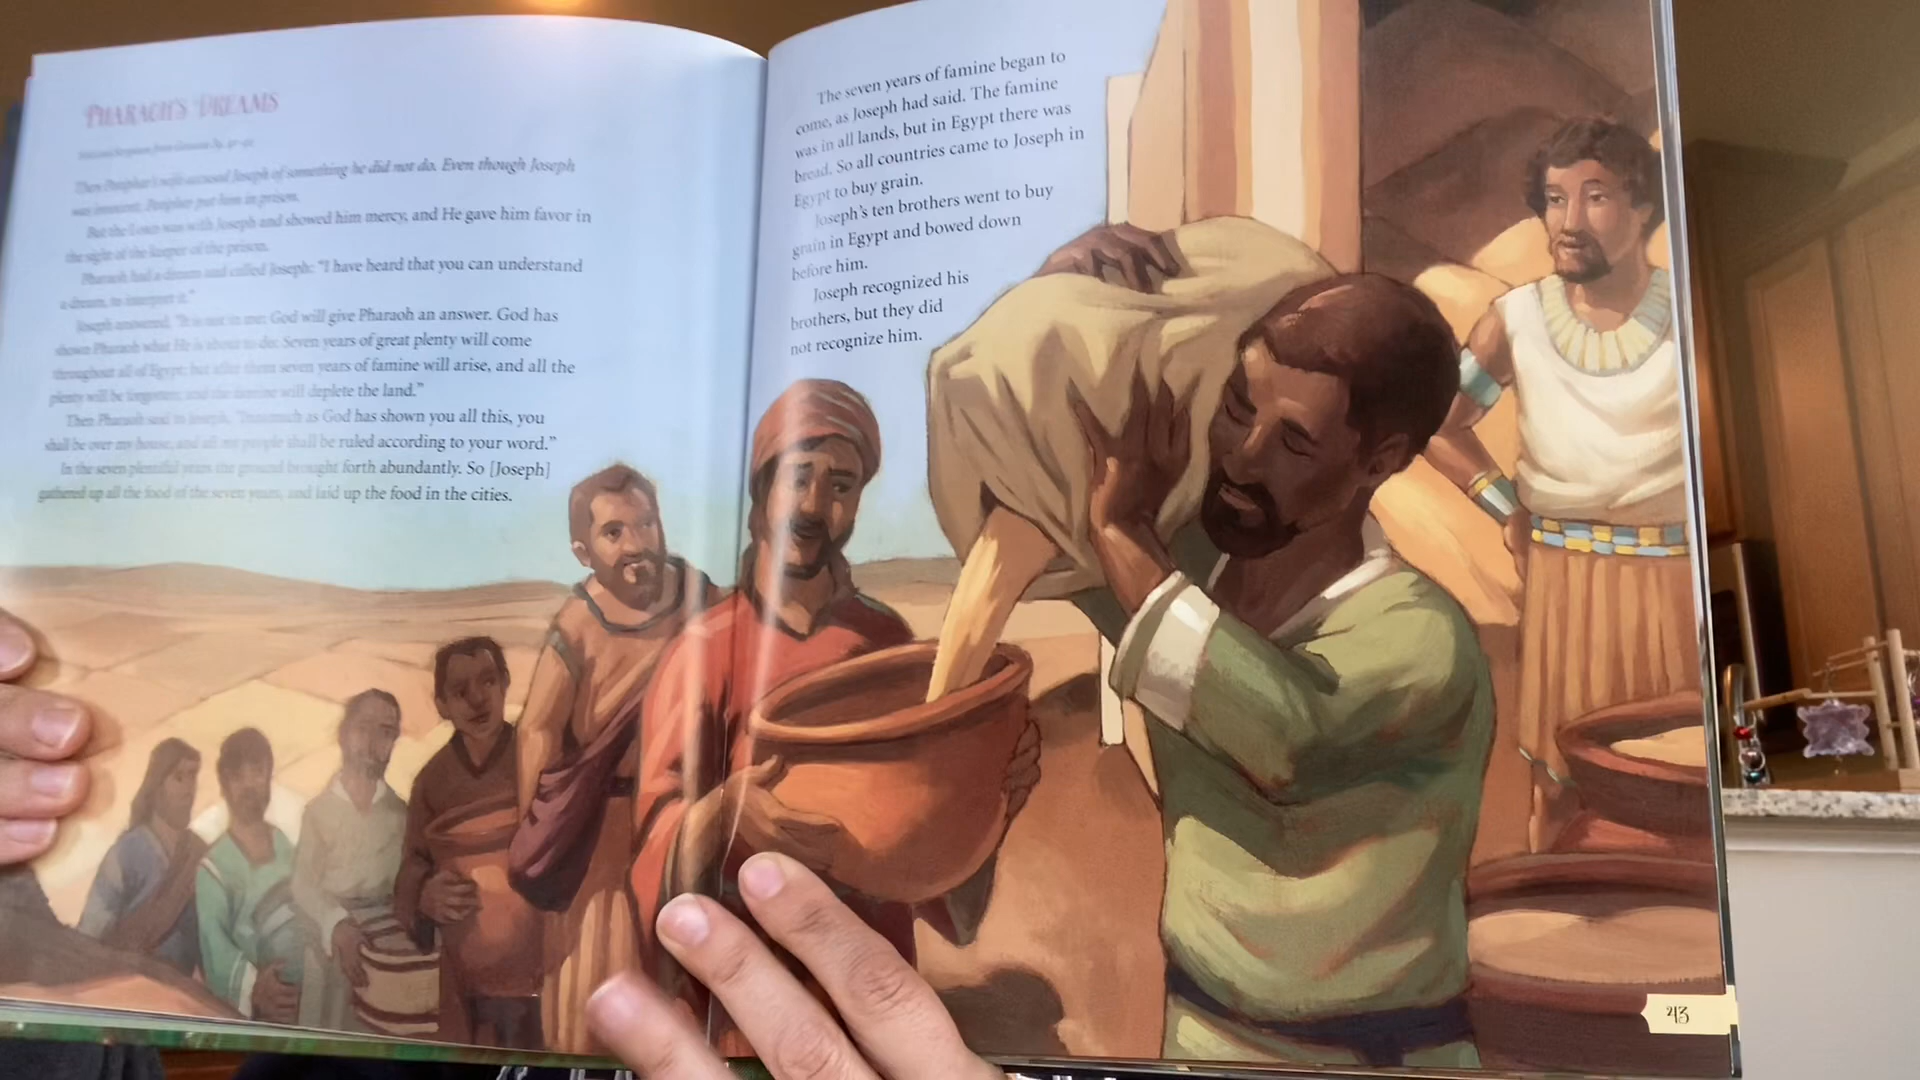 PHARAOH'S DREAMS
Then Potiphar's wife accused Joseph of something he did not do. Even though Joseph
was innocent, Potiphar put him in prison.
But the LORD was with Joseph and showed him mercy, and He gave him favor in
the sight of the keeper of the prison.
Pharaoh had a dream and called Joseph: "I have heard that you can understand
a dream, to interpret it."
Joseph answered, "It is not in me; God will give Pharaoh an answer. God has
shown Pharaoh what He is about to do: Seven years of great plenty will come
throughout all of Egypt; but after them seven years of famine will arise, and all the
plenty will be forgotten; and the famine will deplete the land."
Then Pharaoh said to Joseph, "Inasmuch as God has shown you all this, you
shall be over my house, and all my people shall be ruled according to your word."
In the seven plentiful years the ground brought forth abundantly. So [Joseph]
gathered up all the food of the seven years, and laid up the food in the cities.
The seven years of famine began to
come, as Joseph had said. The famine
was in all lands, but in Egypt there was
bread. So all countries came to Joseph in
Egypt to buy grain.
Joseph's ten brothers went to buy
grain in Egypt and bowed down
before him.
Joseph recognized his
brothers, but they did
not recognize him.
43